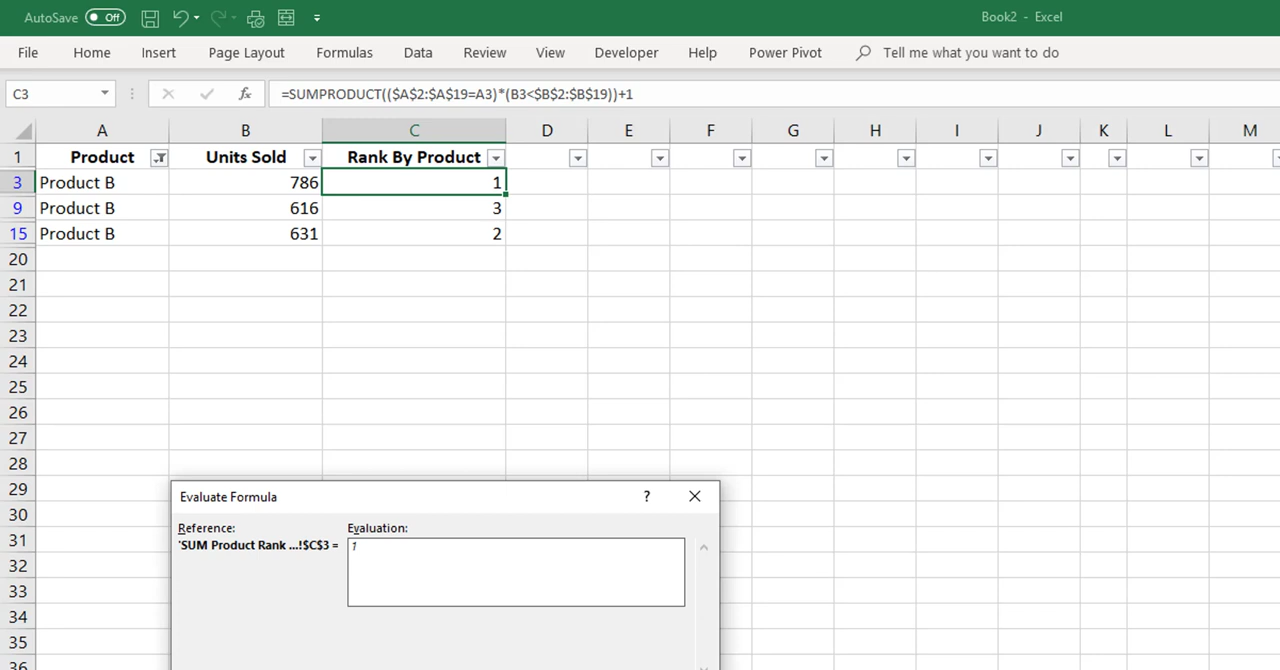 AutoSave Off Book2 - Excel
File Home Insert Page Layout Formulas Data Review View Developer Help Power Pivot Tell me what you want to do
C3 fx =SUMPRODUCT(($A$2:$A$19=A3)*(B3<$B$2:$B$19))+1
A B C D E F G H I J K L M
1 Product Units Sold Rank By Product
3 Product B 786 1
9 Product B 616 3
15 Product B 631 2
20
21
22
23
24
25
26
27
28
29
30
31
32
33
34
35
36
Evaluate Formula ?
Reference: Evaluation:
'SUM Product Rank ...!$C$3 = 1